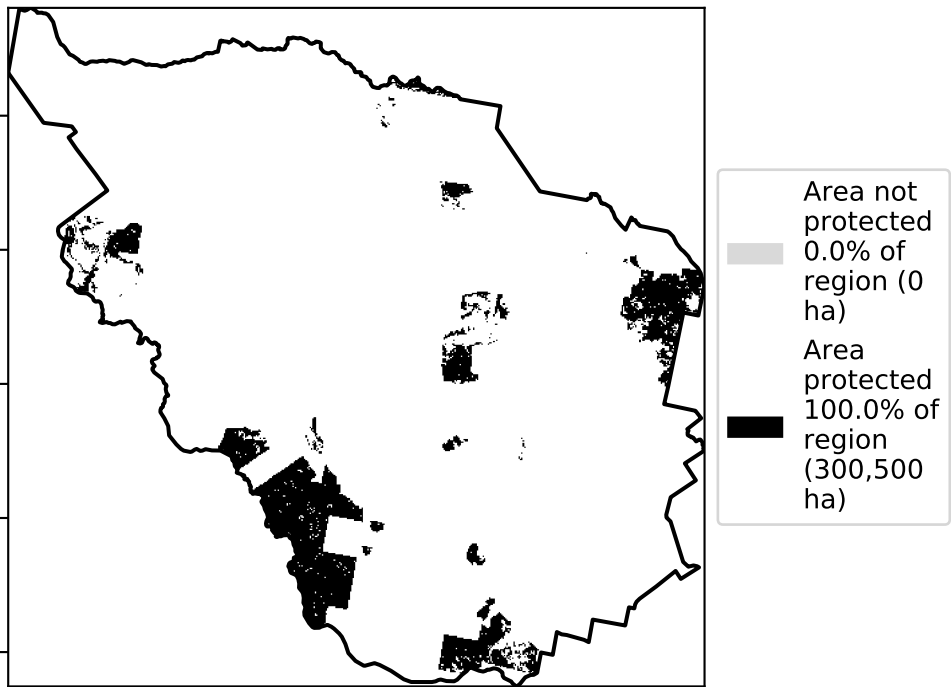 Area not
protected
0.0% of
region (0
ha)
Area
protected
100.0% of
region
(300,500
ha)